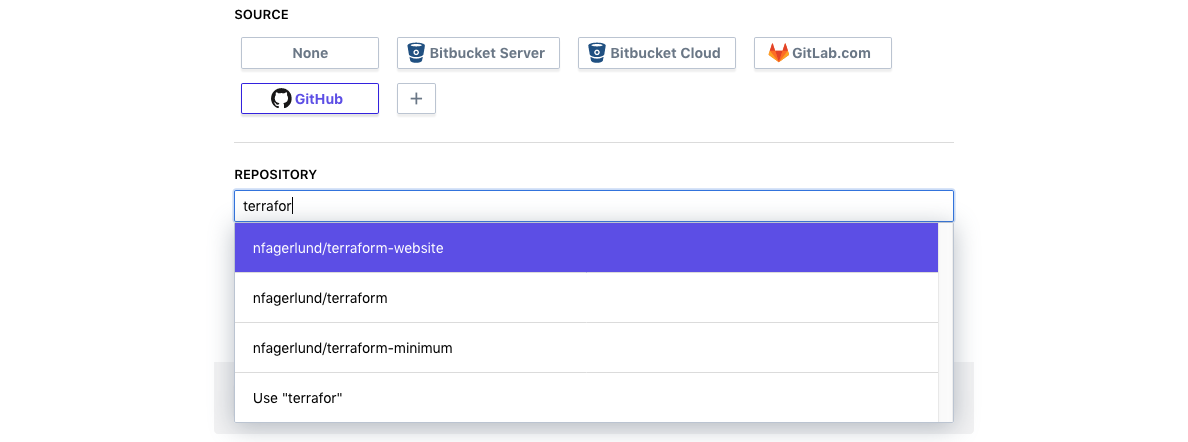 SOURCE
None Bitbucket Server Bitbucket Cloud GitLab.com
GitHub +
REPOSITORY
terrafor
nfagerlund/terraform-website
nfagerlund/terraform
nfagerlund/terraform-minimum
Use "terrafor"